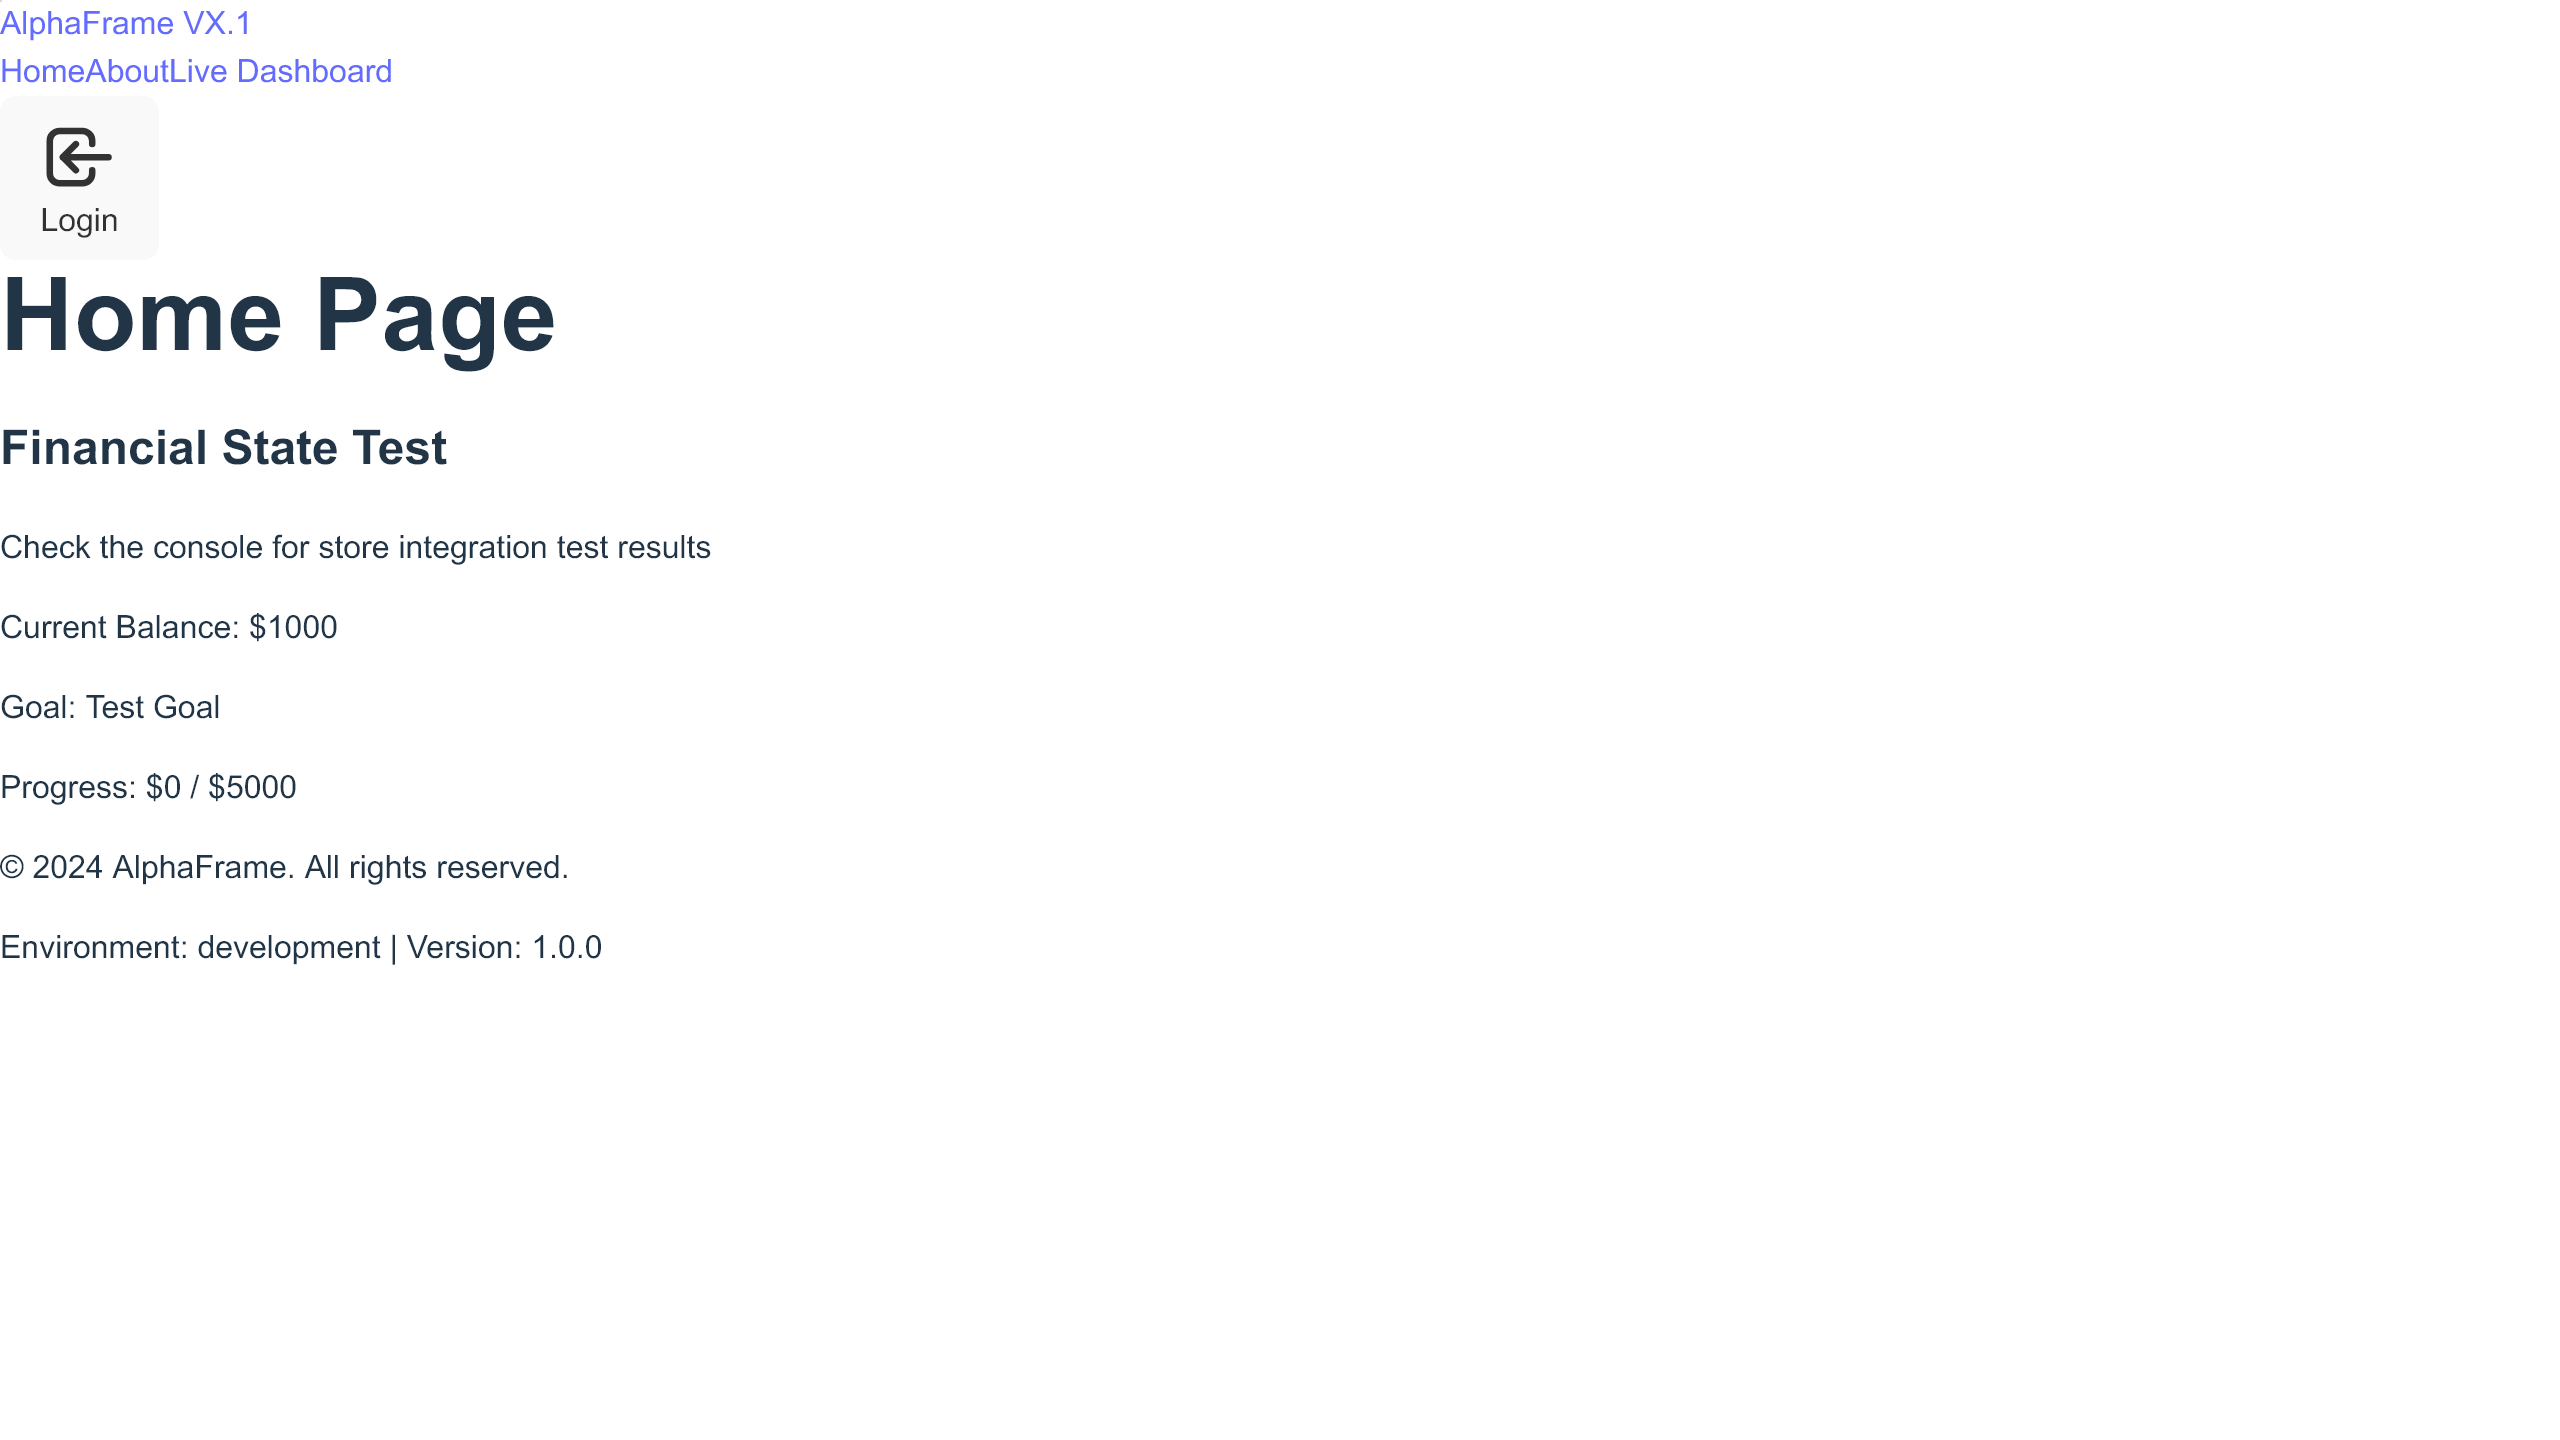 AlphaFrame VX.1
HomeAboutLive Dashboard
Login
Home Page
Financial State Test
Check the console for store integration test results
Current Balance: $1000
Goal: Test Goal
Progress: $0 / $5000
© 2024 AlphaFrame. All rights reserved.
Environment: development | Version: 1.0.0